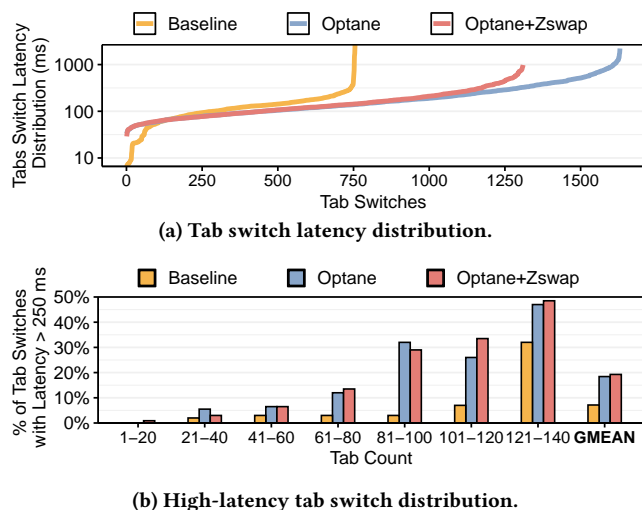 Baseline Optane Optane+Zswap
Tabs Switch Latency
Distribution (ms)
1000
100
10
0 250 500 750 1000 1250 1500
Tab Switches
(a) Tab switch latency distribution.
Baseline Optane Optane+Zswap
% of Tab Switches
with Latency > 250 ms
50%
40%
30%
20%
10%
0%
1–20 21–40 41–60 61–80 81–100 101–120 121–140 GMEAN
Tab Count
(b) High-latency tab switch distribution.